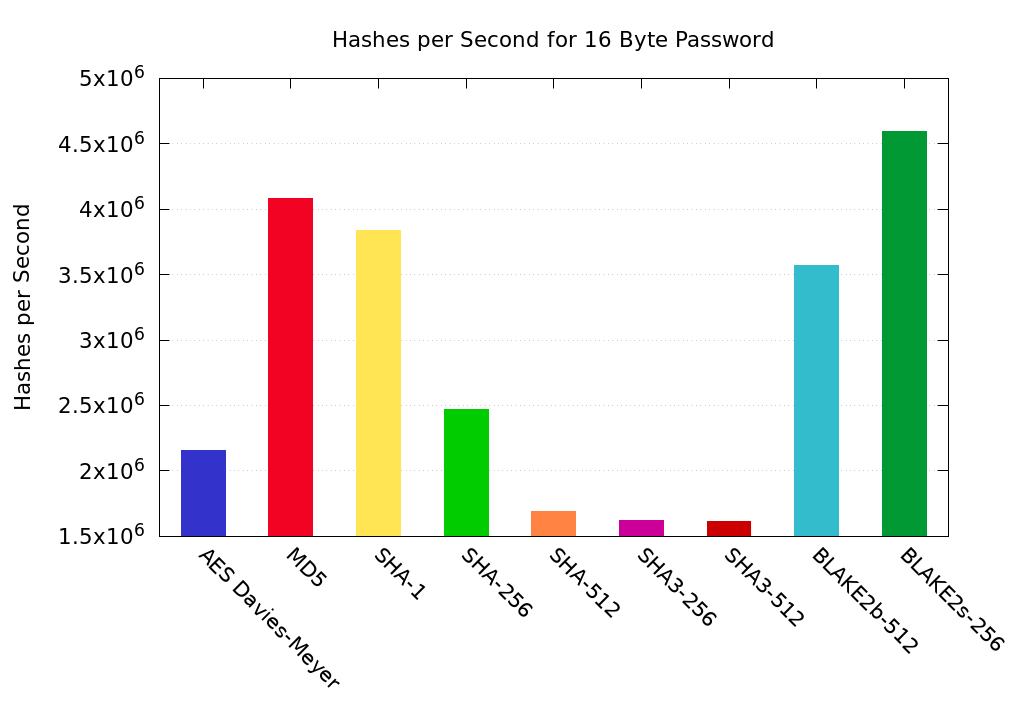 Hashes per Second for 16 Byte Password
Hashes per Second
5x10⁶
4.5x10⁶
4x10⁶
3.5x10⁶
3x10⁶
2.5x10⁶
2x10⁶
1.5x10⁶
AES Davies-Meyer
MD5
SHA-1
SHA-256
SHA-512
SHA3-256
SHA3-512
BLAKE2b-512
BLAKE2s-256